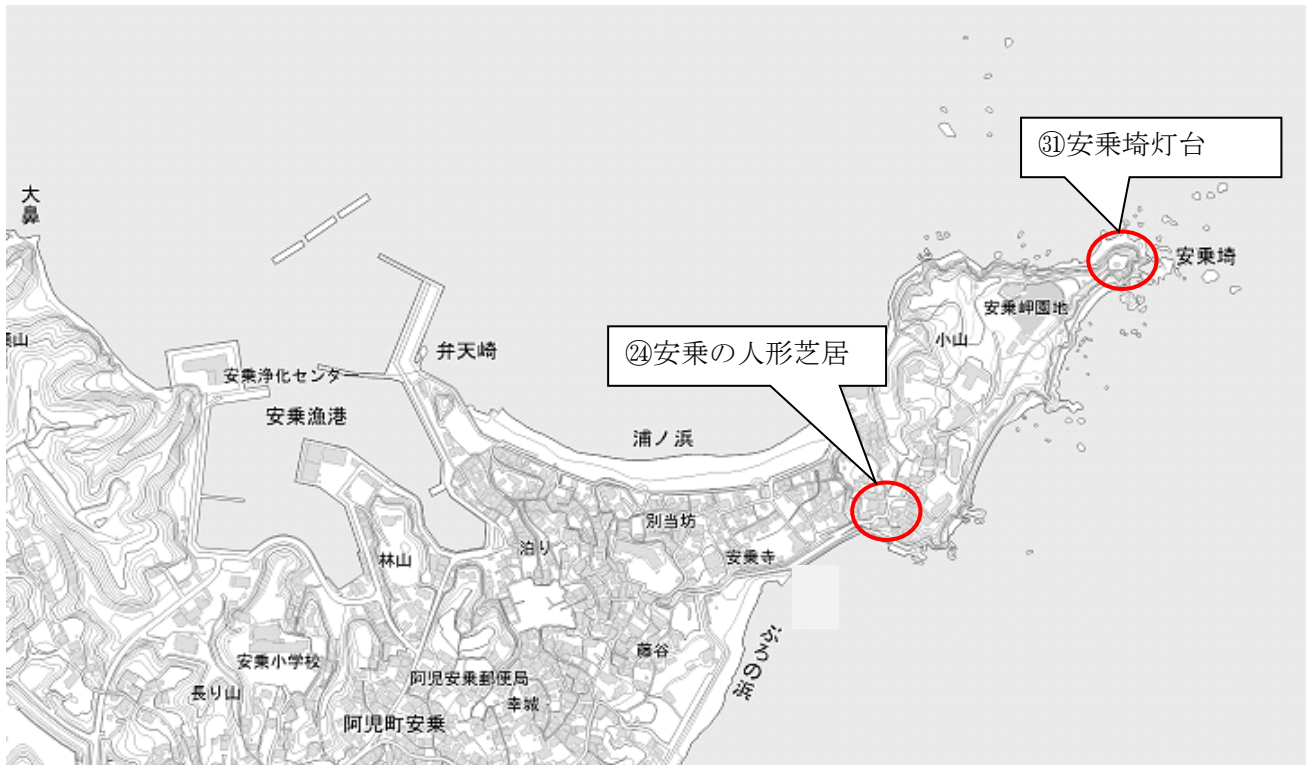 ㉛安乗埼灯台
大鼻
安乗埼
安乗岬園地
小山
㉔安乗の人形芝居
弁天崎
安乗浄化センター
安乗漁港
浦ノ浜
別当坊
泊り
安乗寺
林山
ぶろの浜
藤谷
安乗小学校
阿児安乗郵便局
長り山
幸城
阿児町安乗